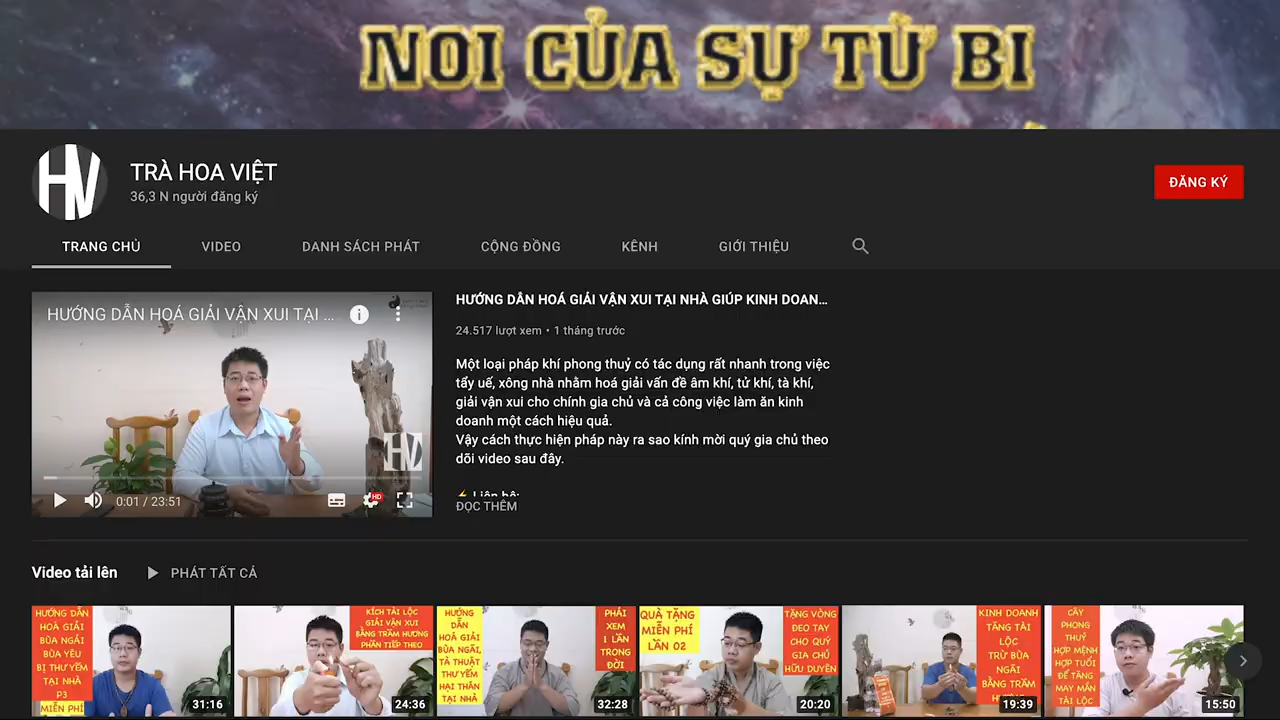 NOI CỦA SỰ TỪ BI
HV
TRÀ HOA VIỆT
36,3 N người đăng ký
ĐĂNG KÝ
TRANG CHỦ
VIDEO
DANH SÁCH PHÁT
CỘNG ĐỒNG
KÊNH
GIỚI THIỆU
HƯỚNG DẪN HOÁ GIẢI VẬN XUI TẠI ...
HV
0:01 / 23:51
HD
HƯỚNG DẪN HOÁ GIẢI VẬN XUI TẠI NHÀ GIÚP KINH DOAN...
24.517 lượt xem • 1 tháng trước
Một loại pháp khí phong thuỷ có tác dụng rất nhanh trong việc
tẩy uế, xông nhà nhằm hoá giải vấn đề âm khí, tử khí, tà khí,
giải vận xui cho chính gia chủ và cả công việc làm ăn kinh
doanh một cách hiệu quả.
Vậy cách thực hiện pháp này ra sao kính mời quý gia chủ theo
dõi video sau đây.
⚡ Liên hệ:
ĐỌC THÊM
Video tải lên
PHÁT TẤT CẢ
HƯỚNG DẪN
HOÁ GIẢI
BÙA NGẢI
BÙA YÊU
BỊ THƯ YẾM
TẠI NHÀ
P3
MIỄN PHÍ
31:16
KÍCH TÀI LỘC
GIẢI VẬN XUI
BẰNG TRẦM HƯƠNG
PHẦN TIẾP THEO
24:36
HƯỚNG
DẪN
HOÁ GIẢI
BÙA NGẢI,
TÀ THUẬT
THƯ YẾM
HẠI THÂN
TẠI NHÀ
PHẢI
XEM
1 LẦN
TRONG
ĐỜI
32:28
QUÀ TẶNG
MIỄN PHÍ
LẦN 02
TẶNG VÒNG
ĐEO TAY
CHO QUÝ
GIA CHỦ
HỮU DUYÊN
20:20
KINH DOANH
TĂNG TÀI
LỘC
TRỪ BÙA
NGÃI
BẰNG TRẦM
19:39
CÂY
PHONG
THUỶ
HỢP MỆNH
HỢP TUỔI
ĐỂ TĂNG
MAY MẮN
TÀI LỘC
15:50